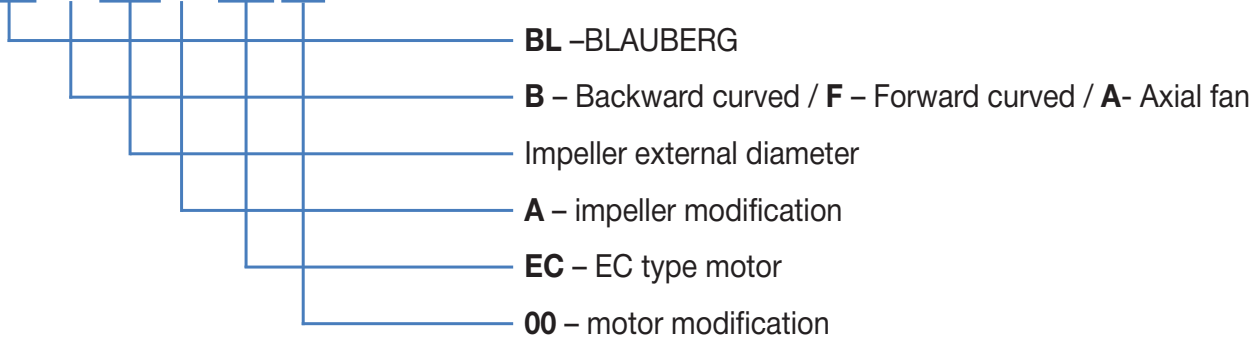 BL –BLAUBERG
B – Backward curved / F – Forward curved / A- Axial fan
Impeller external diameter
A – impeller modification
EC – EC type motor
00 – motor modification